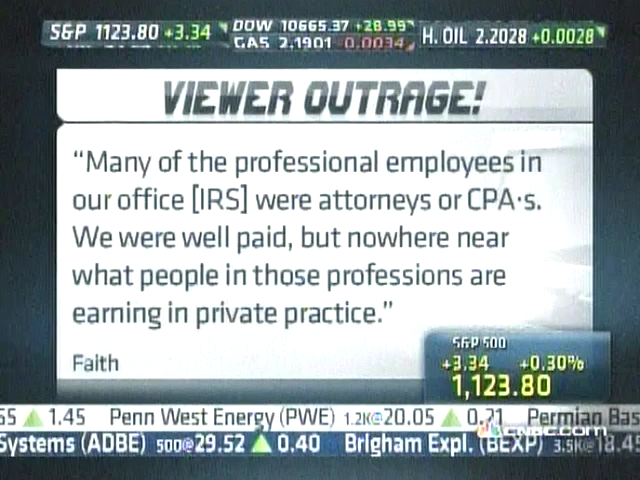 S&P 1123.80 +3.34
DOW 10665.37 +28.99
GAS 2.1901 -0.0034
H. OIL 2.2028 +0.0028
VIEWER OUTRAGE!
“Many of the professional employees in
our office [IRS] were attorneys or CPA·s.
We were well paid, but nowhere near
what people in those professions are
earning in private practice.”
Faith
S&P 500
+3.34 +0.30%
1,123.80
55 1.45 Penn West Energy (PWE) 1.2K@20.05 0.21 Permian Bas
Systems (ADBE) 500@29.52 0.40 Brigham Expl. (BEXP) 3.5K@18.45
CNBC.com